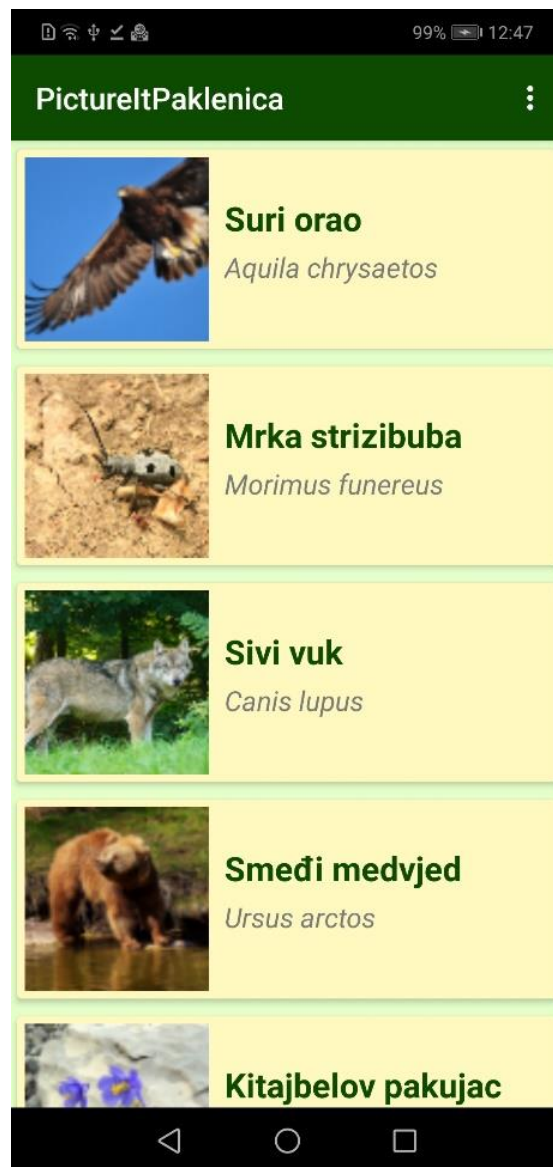 99% 12:47
PictureItPaklenica
Suri orao
Aquila chrysaetos
Mrka strizibuba
Morimus funereus
Sivi vuk
Canis lupus
Smeđi medvjed
Ursus arctos
Kitajbelov pakujac